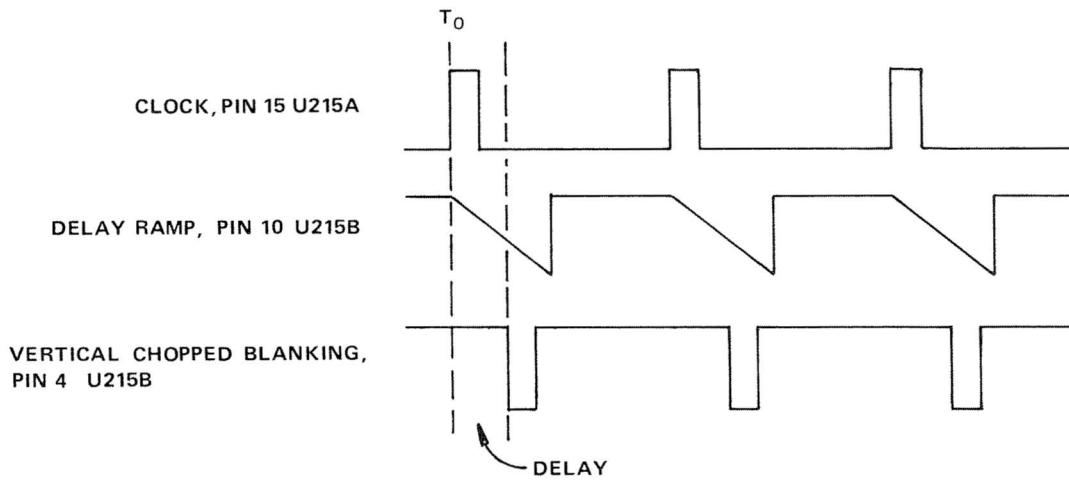 T0
CLOCK, PIN 15 U215A
DELAY RAMP, PIN 10 U215B
VERTICAL CHOPPED BLANKING,
PIN 4 U215B
DELAY